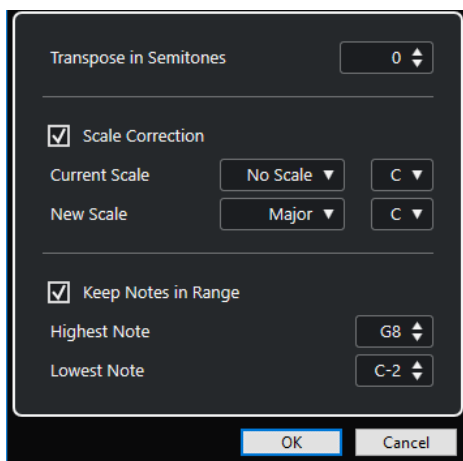 Transpose in Semitones 0
Scale Correction
Current Scale No Scale C
New Scale Major C
Keep Notes in Range
Highest Note G8
Lowest Note C-2
OK Cancel